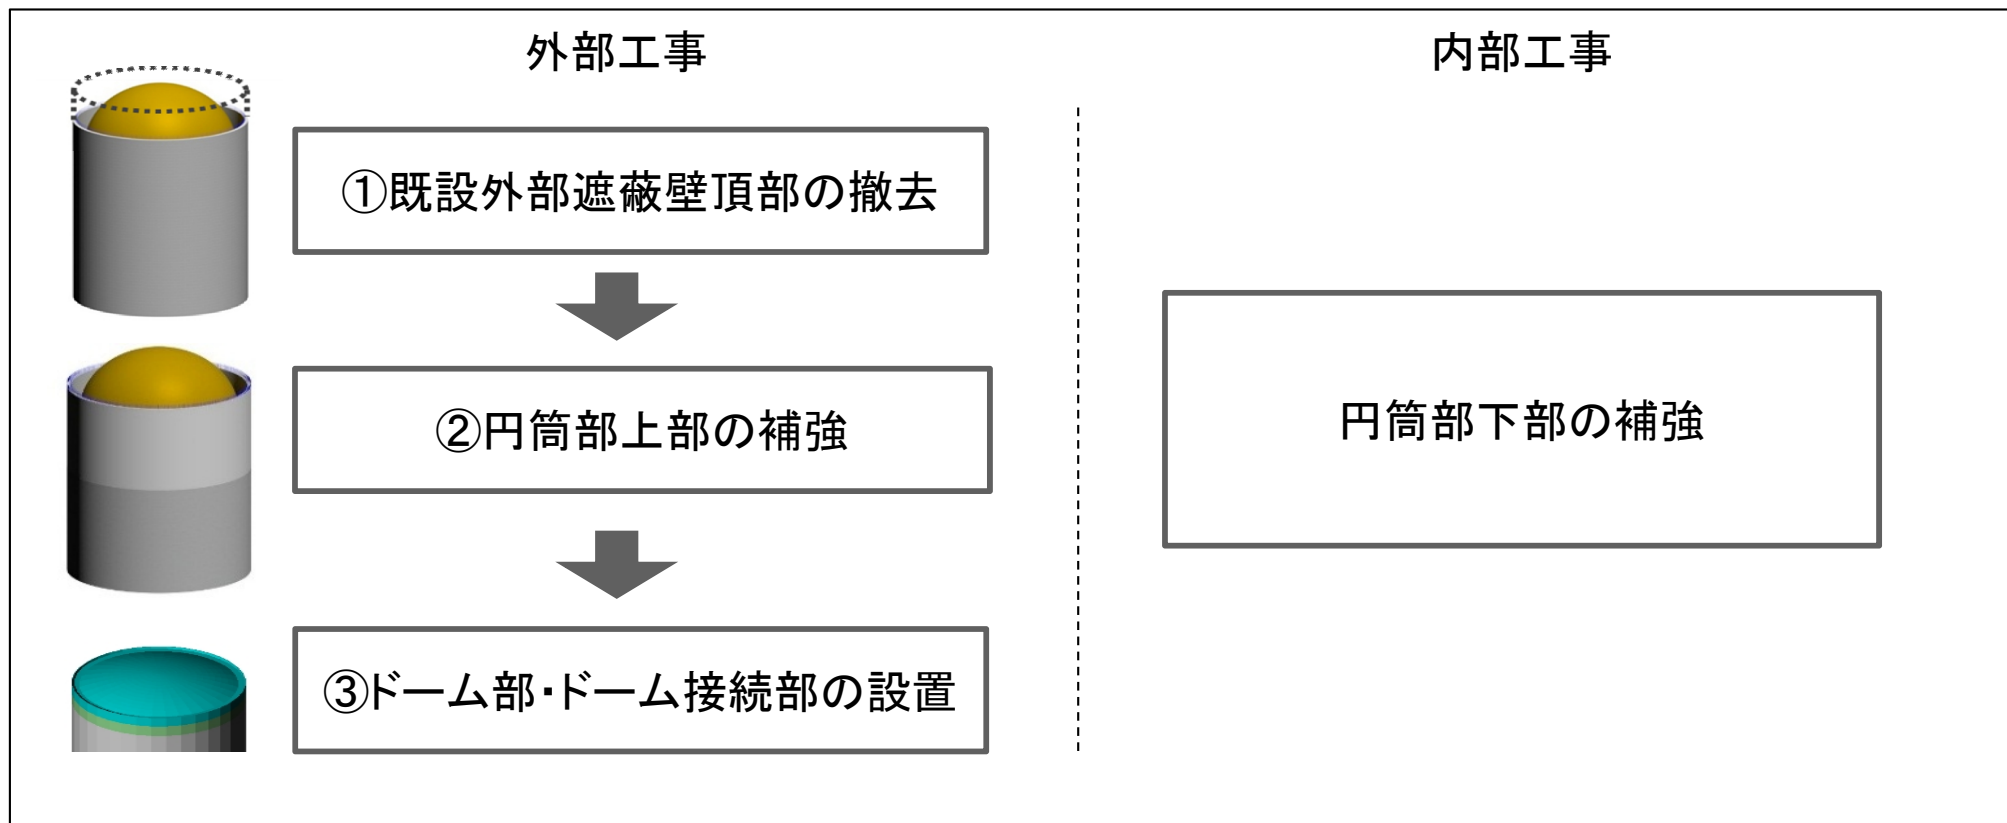 外部工事
①既設外部遮蔽壁頂部の撤去
②円筒部上部の補強
③ドーム部・ドーム接続部の設置
内部工事
円筒部下部の補強